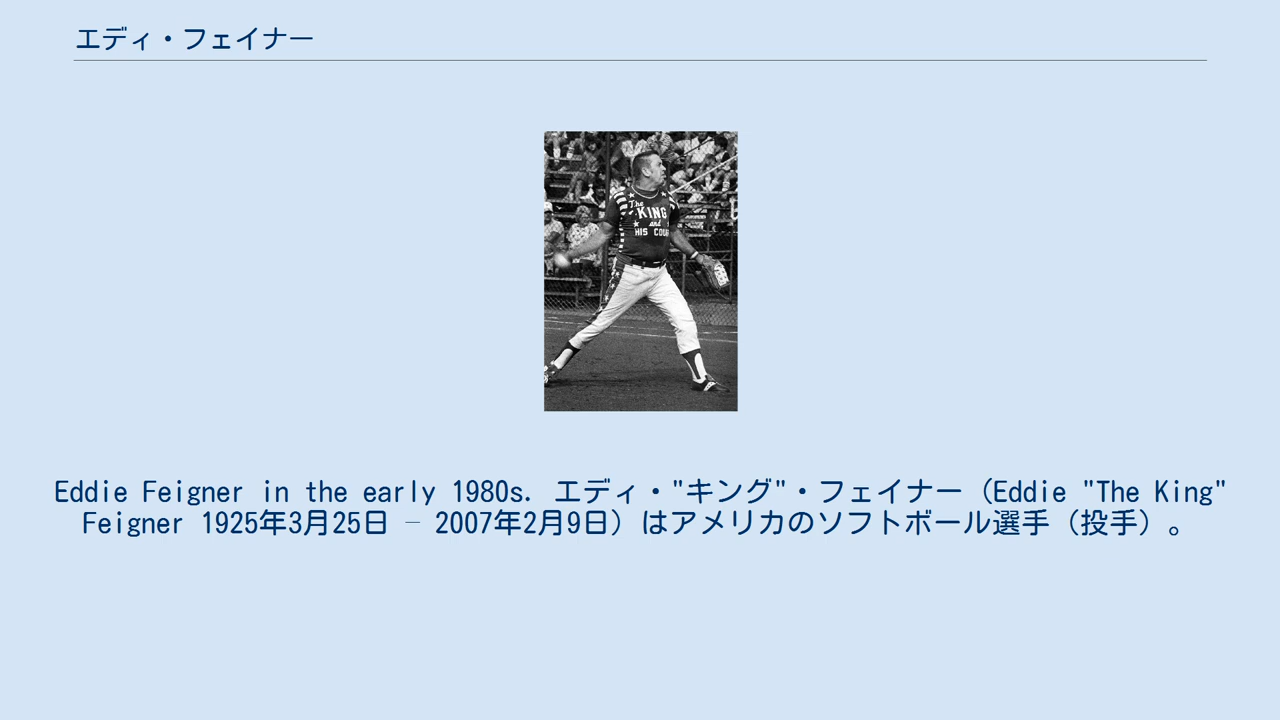 エディ・フェイナー
The
KING
and
HIS COU
Eddie Feigner in the early 1980s. エディ・"キング"・フェイナー（Eddie "The King"
Feigner 1925年3月25日 – 2007年2月9日）はアメリカのソフトボール選手（投手）。